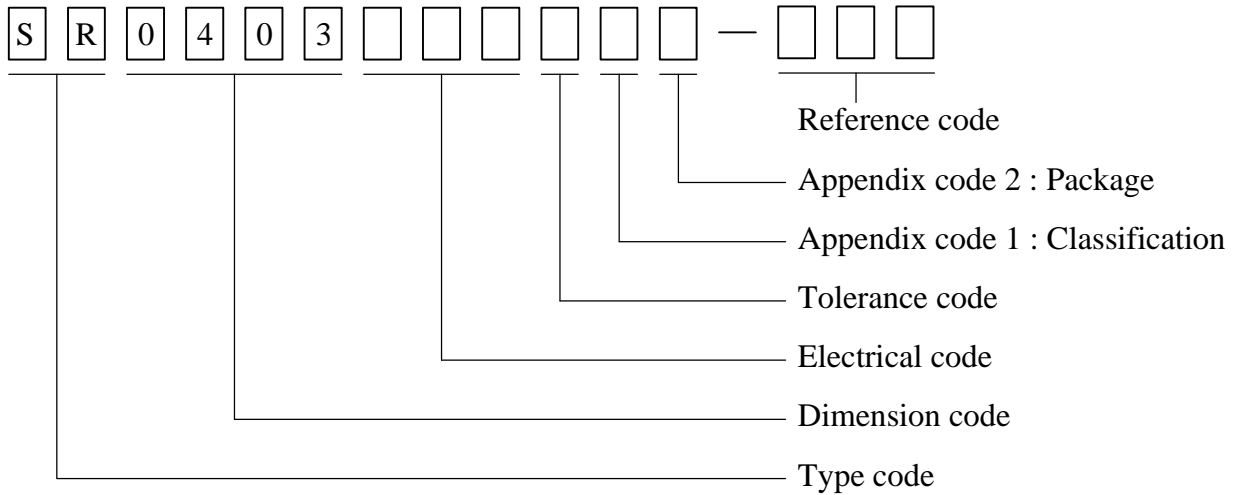 S R 0 4 0 3 —
Reference code
Appendix code 2 : Package
Appendix code 1 : Classification
Tolerance code
Electrical code
Dimension code
Type code